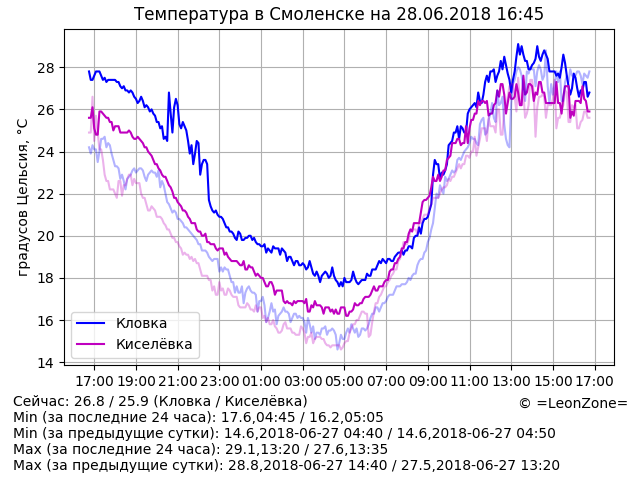 Температура в Смоленске на 28.06.2018 16:45
градусов Цельсия, °C
28
26
24
22
20
18
16
14
Кловка
Киселёвка
17:00 19:00 21:00 23:00 01:00 03:00 05:00 07:00 09:00 11:00 13:00 15:00 17:00
Сейчас: 26.8 / 25.9 (Кловка / Киселёвка)
© =LeonZone=
Min (за последние 24 часа): 17.6,04:45 / 16.2,05:05
Min (за предыдущие сутки): 14.6,2018-06-27 04:40 / 14.6,2018-06-27 04:50
Max (за последние 24 часа): 29.1,13:20 / 27.6,13:35
Max (за предыдущие сутки): 28.8,2018-06-27 14:40 / 27.5,2018-06-27 13:20